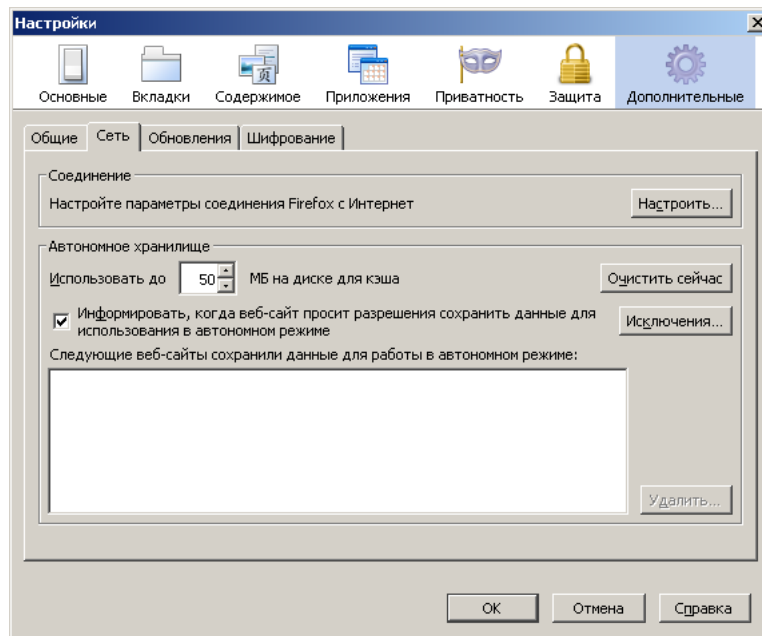 Настройки
页
Основные Вкладки Содержимое Приложения Приватность Защита Дополнительные
Общие Сеть Обновления Шифрование
Соединение
Настройте параметры соединения Firefox с Интернет Настроить...
Автономное хранилище
Использовать до 50 МБ на диске для кэша Очистить сейчас
Информировать, когда веб-сайт просит разрешения сохранить данные для
использования в автономном режиме Исключения...
Следующие веб-сайты сохранили данные для работы в автономном режиме:
Удалить...
OK Отмена Справка